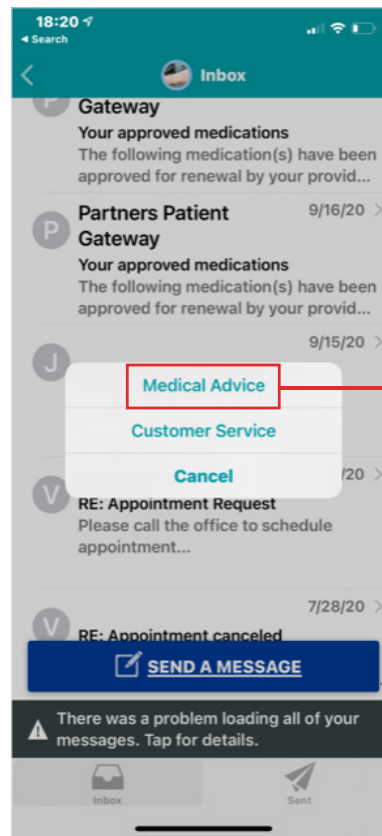 18:20
◄ Search
Inbox
P
Gateway
Your approved medications
The following medication(s) have been
approved for renewal by your provid...
P
Partners Patient
9/16/20
Gateway
Your approved medications
The following medication(s) have been
approved for renewal by your provid...
J
9/15/20
Medical Advice
Customer Service
Cancel
/20
V
RE: Appointment Request
Please call the office to schedule
appointment...
7/28/20
V
RE: Appointment canceled
SEND A MESSAGE
There was a problem loading all of your
messages. Tap for details.
Inbox
Sent